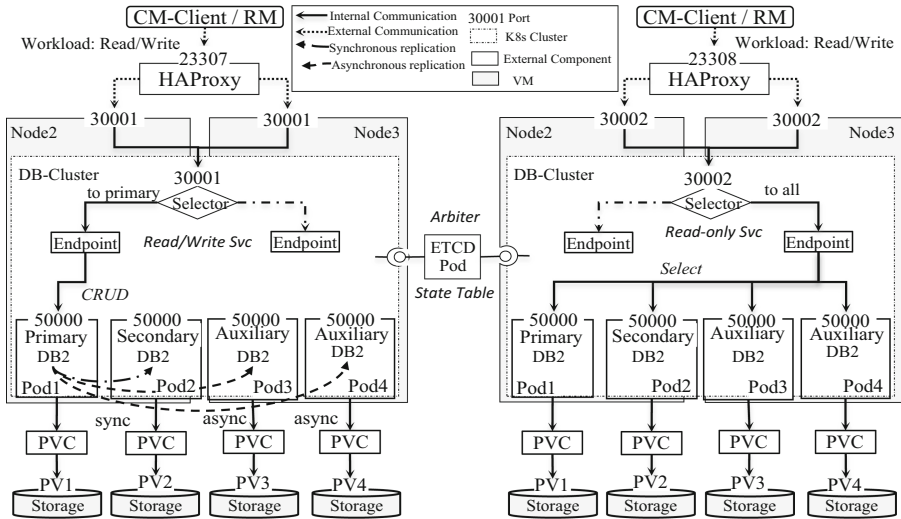 CM-Client / RM
Workload: Read/Write
23307
HAProxy
30001
30001
Node2
Node3
DB-Cluster
30001
to primary
Selector
Endpoint
Read/Write Svc
Endpoint
CRUD
50000
Primary
DB2
Pod1
50000
Secondary
DB2
Pod2
50000
Auxiliary
DB2
Pod3
50000
Auxiliary
DB2
Pod4
sync
async
async
PVC
PVC
PVC
PVC
PV1
PV2
PV3
PV4
Storage
Storage
Storage
Storage
Internal Communication
External Communication
Synchronous replication
Asynchronous replication
30001 Port
K8s Cluster
External Component
VM
Arbiter
ETCD
Pod
State Table
CM-Client / RM
Workload: Read/Write
23308
HAProxy
30002
30002
Node2
Node3
DB-Cluster
30002
to all
Selector
Endpoint
Read-only Svc
Endpoint
Select
50000
Primary
DB2
Pod1
50000
Secondary
DB2
Pod2
50000
Auxiliary
DB2
Pod3
50000
Auxiliary
DB2
Pod4
PVC
PVC
PVC
PVC
PV1
PV2
PV3
PV4
Storage
Storage
Storage
Storage